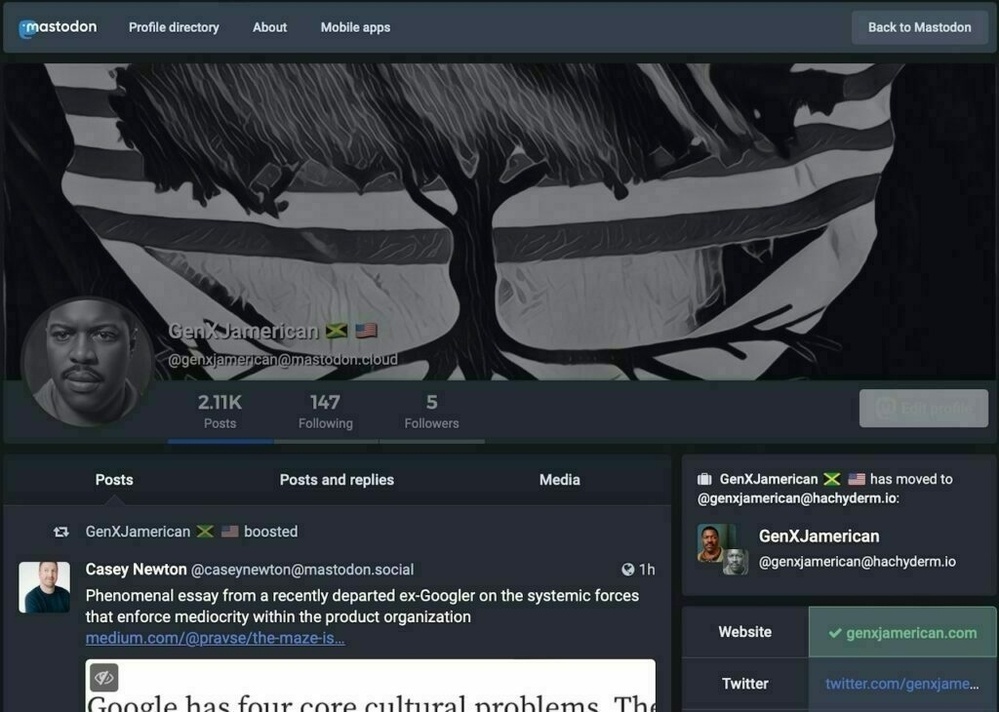 mastodon
Profile directory
About
Mobile apps
Back to Mastodon
GenXJamerican
@genxjamerican@mastodon.cloud
2.11K
Posts
147
Following
5
Followers
Edit profile
Posts
Posts and replies
Media
GenXJamerican boosted
Casey Newton @caseynewton@mastodon.social
1h
Phenomenal essay from a recently departed ex-Googler on the systemic forces
that enforce mediocrity within the product organization
medium.com/@pravse/the-maze-is…
Google has four core cultural problems. The
GenXJamerican has moved to
@genxjamerican@hachyderm.io:
GenXJamerican
@genxjamerican@hachyderm.io
Website
genxjamerican.com
Twitter
twitter.com/genxjame…